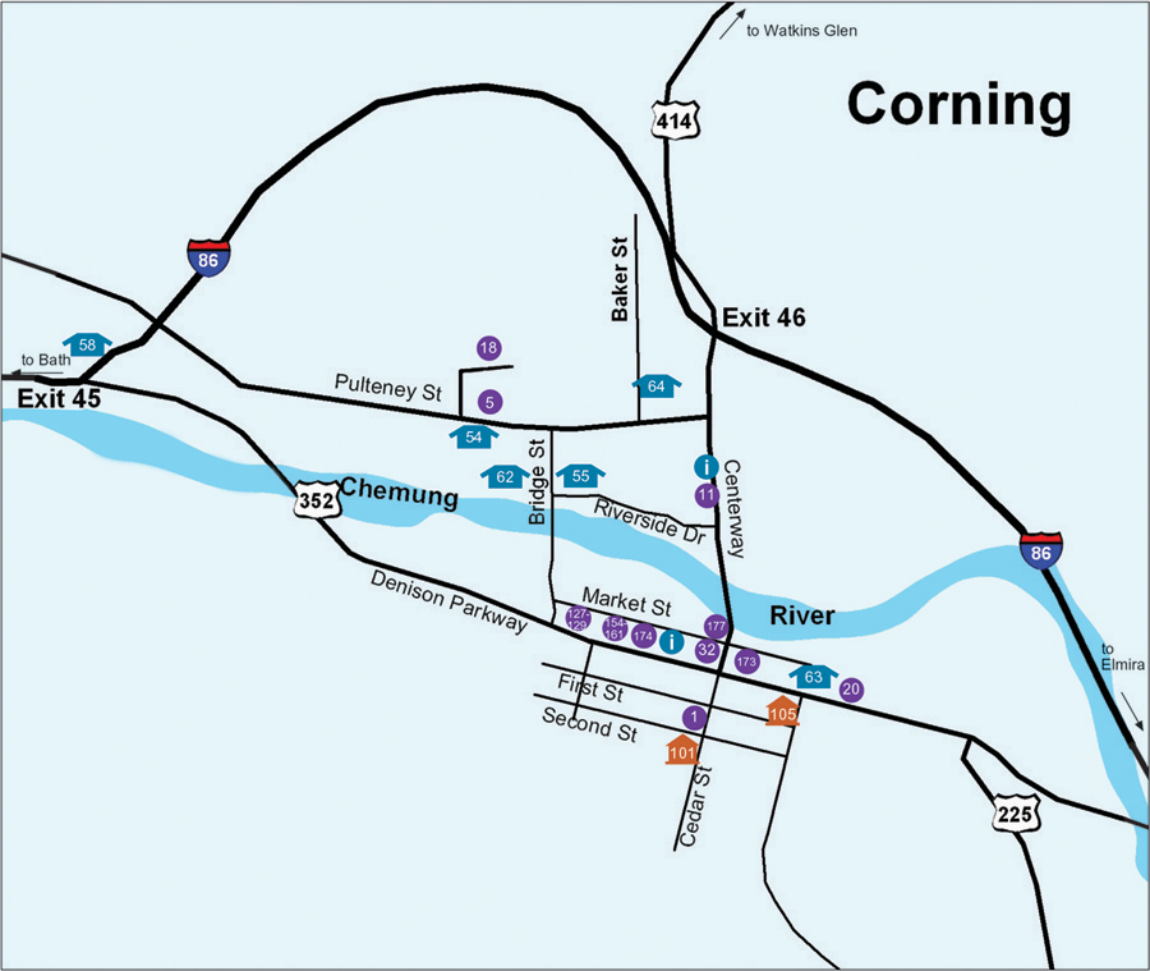 to Watkins Glen
Corning
414
86
Baker St
Exit 46
58
to Bath
Exit 45
18
Pulteney St
5
64
54
62
Bridge St
55
i
11
Centerway
352
Chemung
Riverside Dr
86
Denison Parkway
Market St
127-
129
154-
161
174
i
177
32
173
River
to
Elmira
63
20
First St
Second St
1
105
101
Cedar St
225